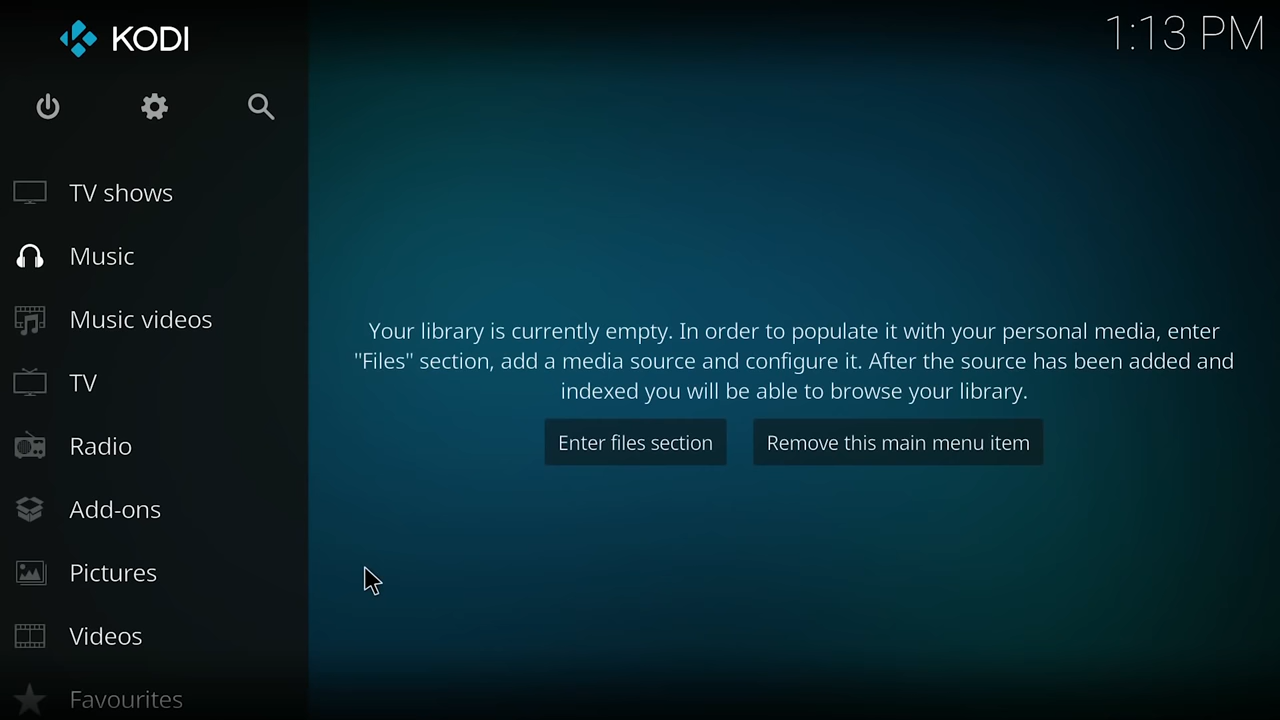 KODI
1:13 PM
TV shows
Music
Music videos
TV
Radio
Add-ons
Pictures
Videos
Favourites
Your library is currently empty. In order to populate it with your personal media, enter
"Files" section, add a media source and configure it. After the source has been added and
indexed you will be able to browse your library.
Enter files section
Remove this main menu item